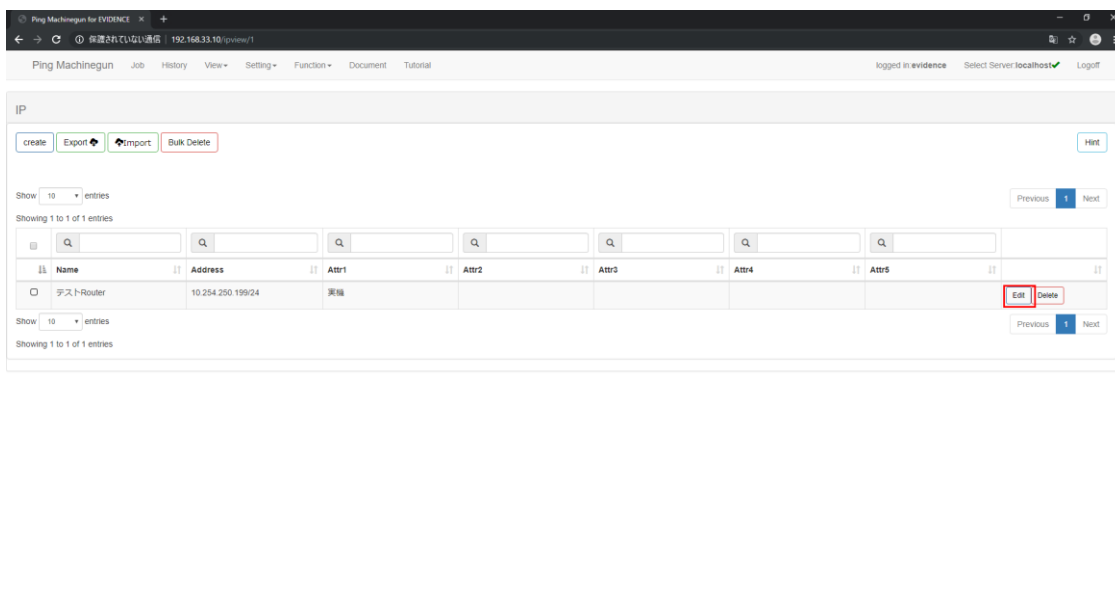 Ping Machinegun for EVIDENCE × +
保護されていない通信 | 192.168.33.10/ipview/1
Ping Machinegun Job History View Setting Function Document Tutorial logged in:evidence Select Server:localhost✔ Logoff
IP
create Export Import Bulk Delete Hint
Show 10 entries
Previous 1 Next
Showing 1 to 1 of 1 entries
Name Address Attr1 Attr2 Attr3 Attr4 Attr5
テストRouter 10.254.250.199/24 実機 Edit Delete
Show 10 entries
Previous 1 Next
Showing 1 to 1 of 1 entries